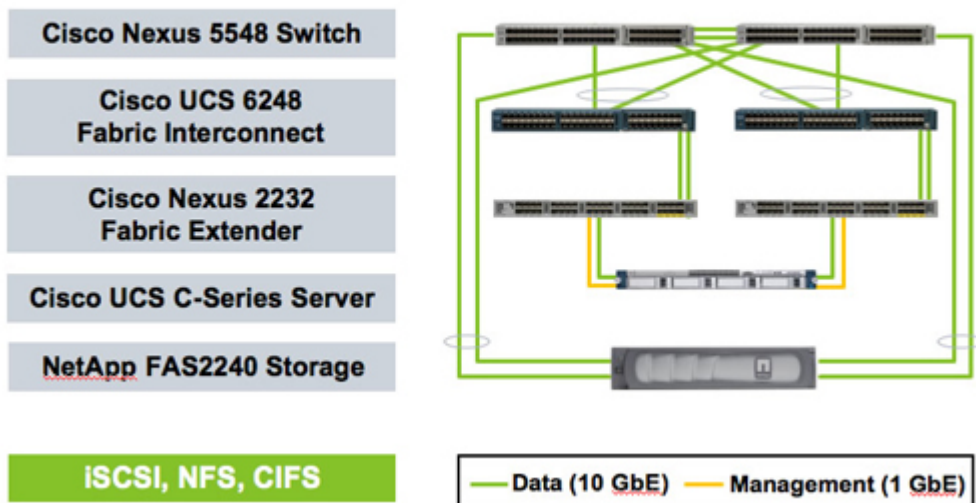 Cisco Nexus 5548 Switch
Cisco UCS 6248
Fabric Interconnect
Cisco Nexus 2232
Fabric Extender
Cisco UCS C-Series Server
NetApp FAS2240 Storage
iSCSI, NFS, CIFS
Data (10 GbE)
Management (1 GbE)